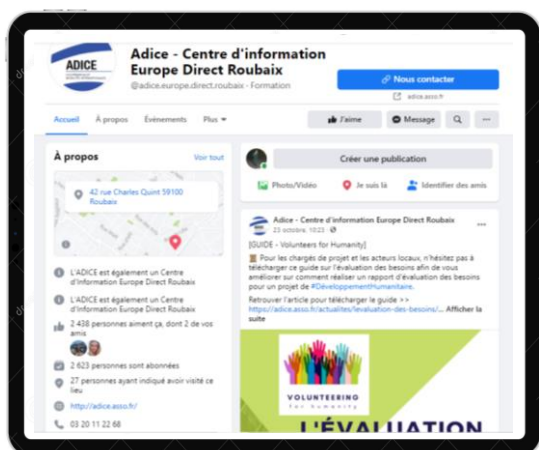 ADICE
Adice - Centre d'information
Europe Direct Roubaix
@adice.europe.direct.roubaix - Formation
Nous contacter
adice.asso.fr
Accueil
À propos
Évènements
Plus
J'aime
Message
À propos
Voir tout
42 rue Charles Quint 59100
Roubaix
L'ADICE est également un Centre
d'Information Europe Direct Roubaix
L'ADICE est également un Centre
d'Information Europe Direct Roubaix
2 438 personnes aiment ça, dont 2 de vos
amis
2 623 personnes sont abonnées
27 personnes ayant indiqué avoir visité ce
lieu
http://adice.asso.fr/
03 20 11 22 68
Créer une publication
Photo/Vidéo
Je suis là
Identifier des amis
Adice - Centre d'information Europe Direct Roubaix
23 octobre, 10:23
[GUIDE - Volunteers for Humanity]
Pour les chargés de projet et les acteurs locaux, n'hésitez pas à
télécharger ce guide sur l'évaluation des besoins afin de vous
améliorer sur comment réaliser un rapport d'évaluation des besoins
pour un projet de #DéveloppementHumanitaire.
Retrouver l'article pour télécharger le guide >>
https://adice.asso.fr/actualites/levaluation-des-besoins/... Afficher la
suite
VOLUNTEERING
for humanity
L'ÉVALUATION